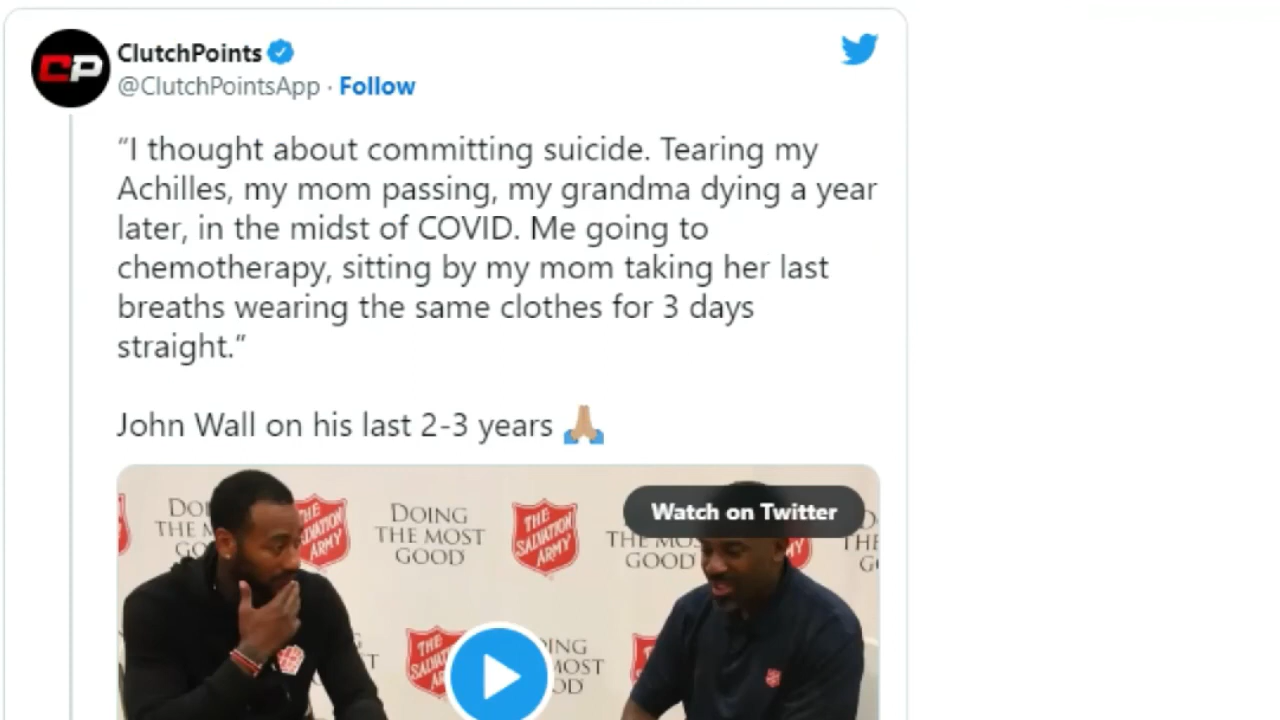 CP
ClutchPoints
@ClutchPointsApp · Follow
“I thought about committing suicide. Tearing my
Achilles, my mom passing, my grandma dying a year
later, in the midst of COVID. Me going to
chemotherapy, sitting by my mom taking her last
breaths wearing the same clothes for 3 days
straight.”
John Wall on his last 2-3 years
Watch on Twitter
DOING
THE MOST
GOOD
THE
SALVATION
ARMY